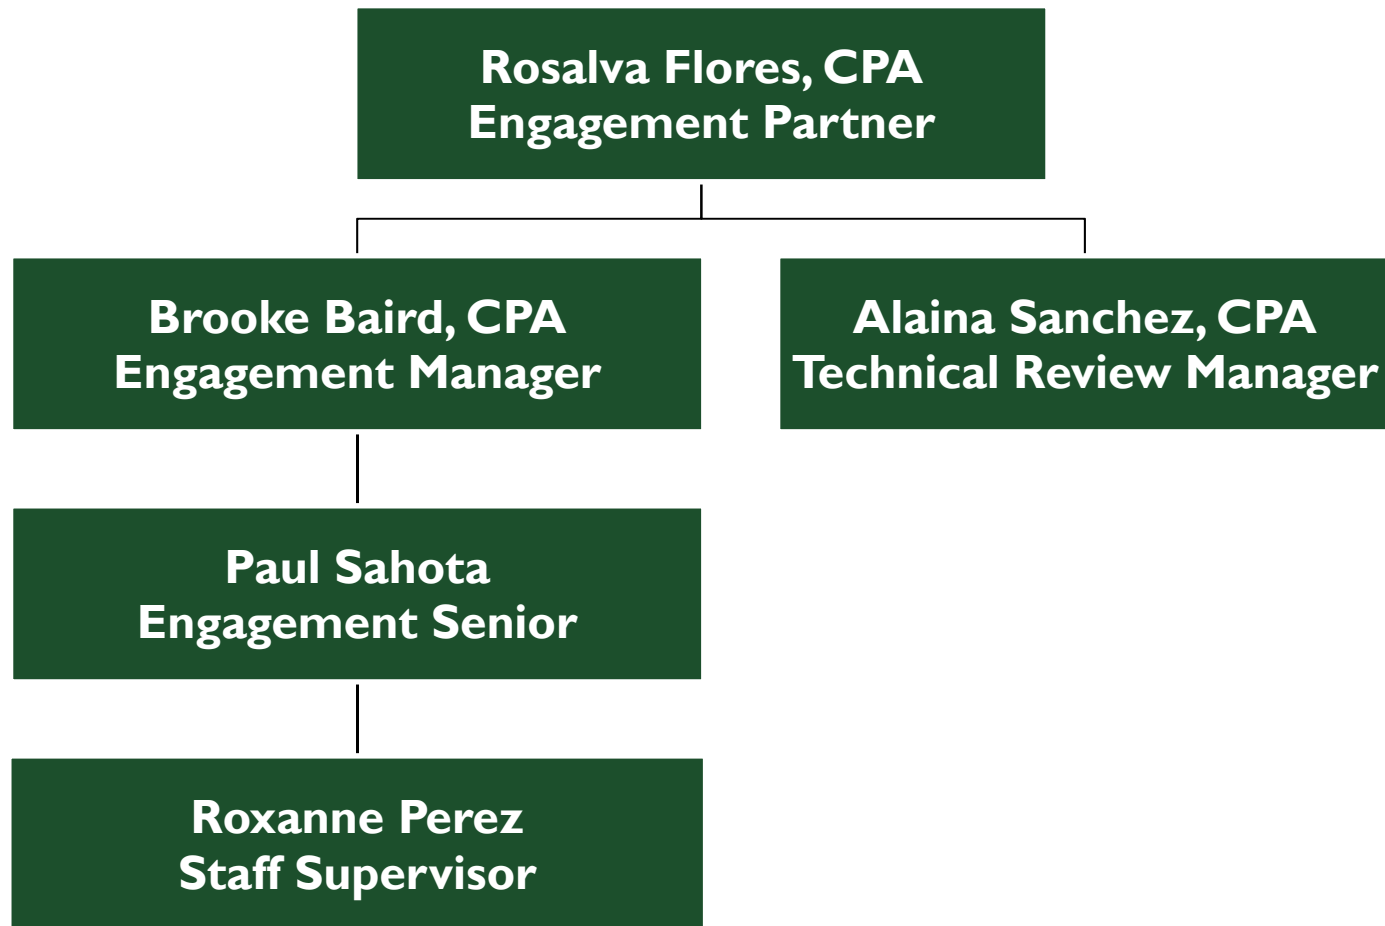 Rosalva Flores, CPA
Engagement Partner
Brooke Baird, CPA
Engagement Manager
Alaina Sanchez, CPA
Technical Review Manager
Paul Sahota
Engagement Senior
Roxanne Perez
Staff Supervisor